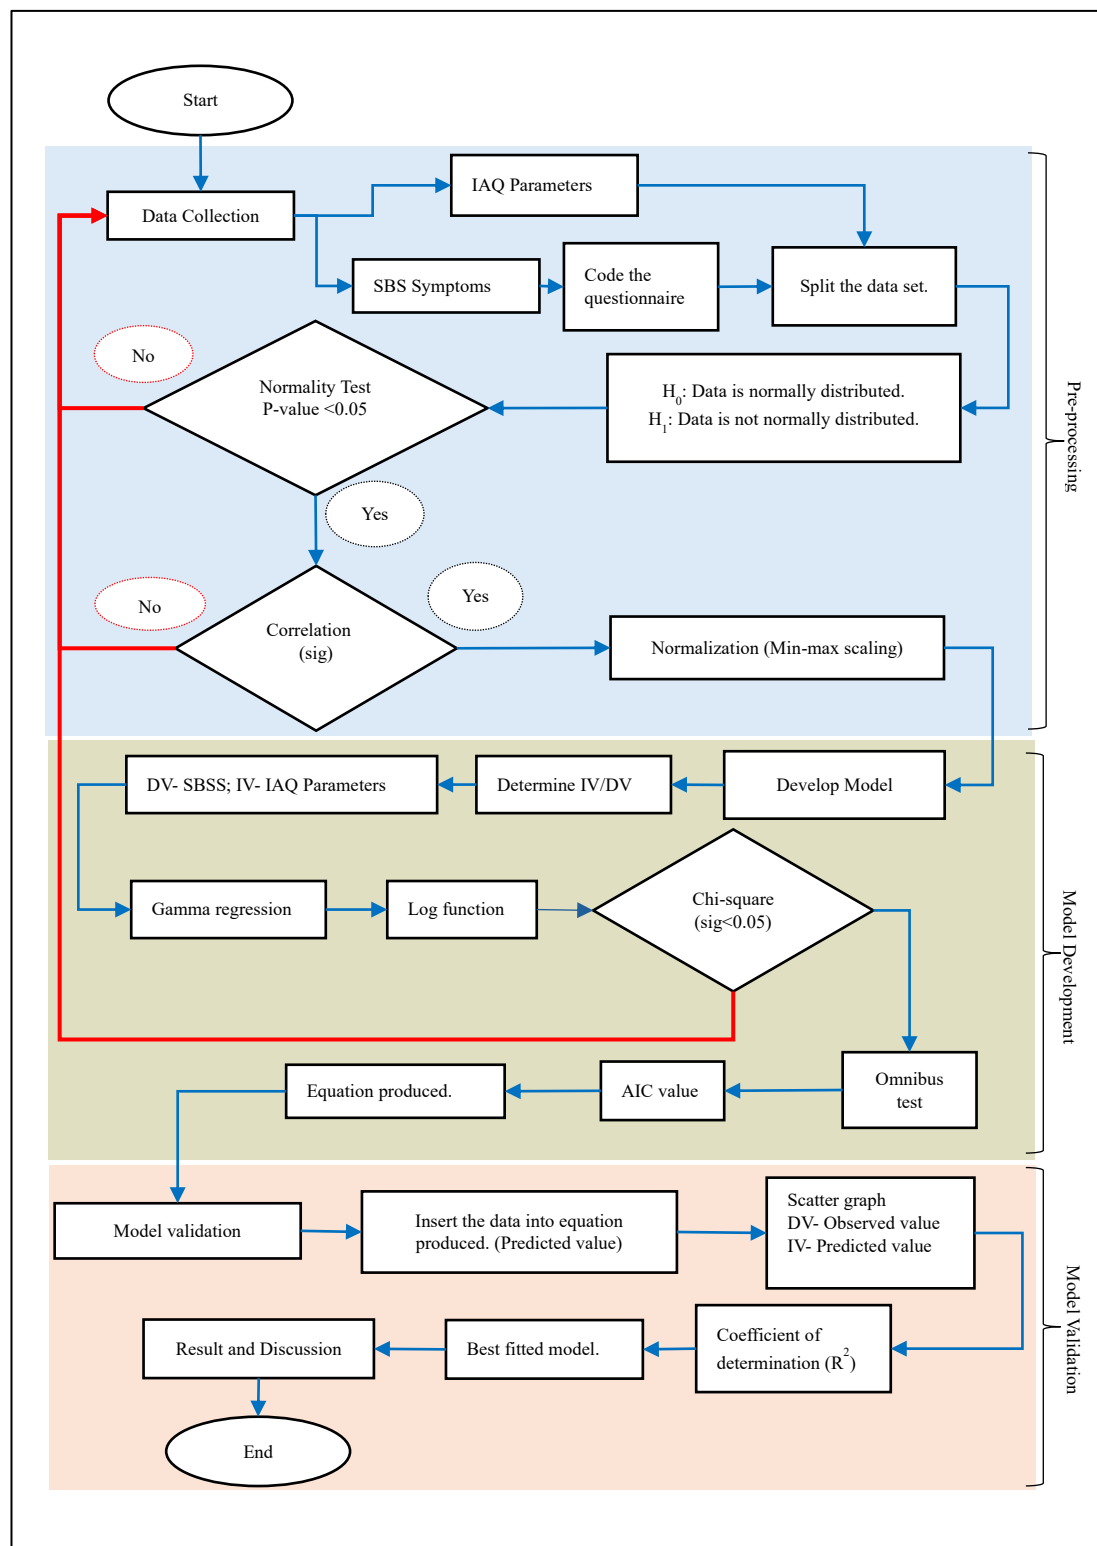 Start
Data Collection
IAQ Parameters
SBS Symptoms
Code the
questionnaire
Split the data set.
No
Normality Test
P-value <0.05
H0: Data is normally distributed.
H1: Data is not normally distributed.
Yes
No
Correlation
(sig)
Yes
Normalization (Min-max scaling)
Pre-processing
DV- SBSS; IV- IAQ Parameters
Determine IV/DV
Develop Model
Gamma regression
Log function
Chi-square
(sig<0.05)
Equation produced.
AIC value
Omnibus
test
Model Development
Model validation
Insert the data into equation
produced. (Predicted value)
Scatter graph
DV- Observed value
IV- Predicted value
Result and Discussion
Best fitted model.
Coefficient of
determination (R2)
End
Model Validation